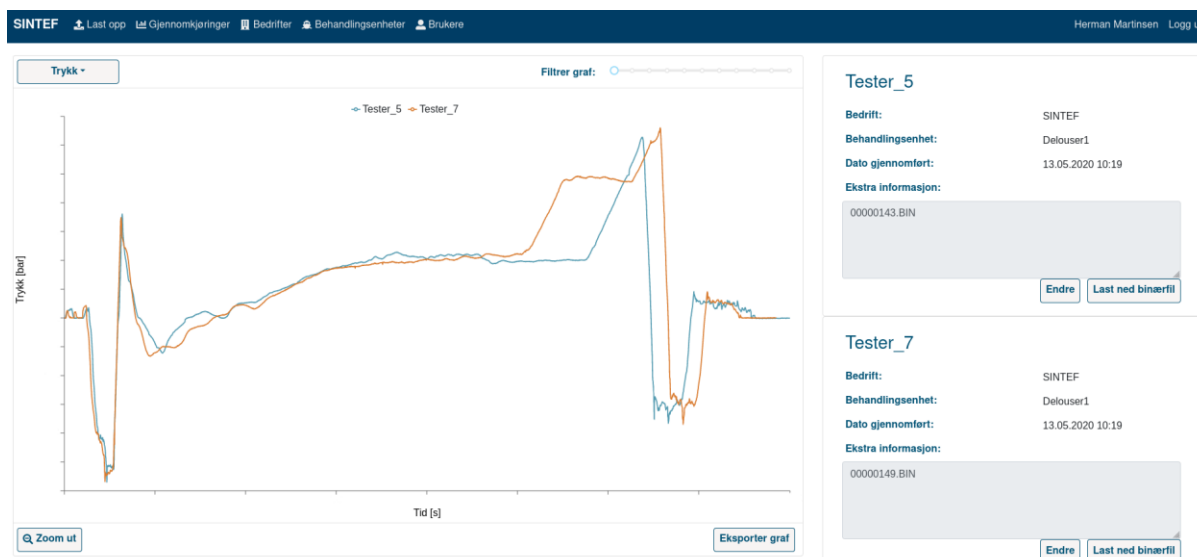 SINTEF Last opp Gjennomkjøringer Bedrifter Behandlingsenheter Brukere Herman Martinsen Logg u
Trykk
Filtrer graf:
Tester_5 Tester_7
Trykk [bar]
Tid [s]
Zoom ut
Eksporter graf
Tester_5
Bedrift: SINTEF
Behandlingsenhet: Delouser1
Dato gjennomført: 13.05.2020 10:19
Ekstra informasjon:
00000143.BIN
Endre Last ned binærfil
Tester_7
Bedrift: SINTEF
Behandlingsenhet: Delouser1
Dato gjennomført: 13.05.2020 10:19
Ekstra informasjon:
00000149.BIN
Endre Last ned binærfil